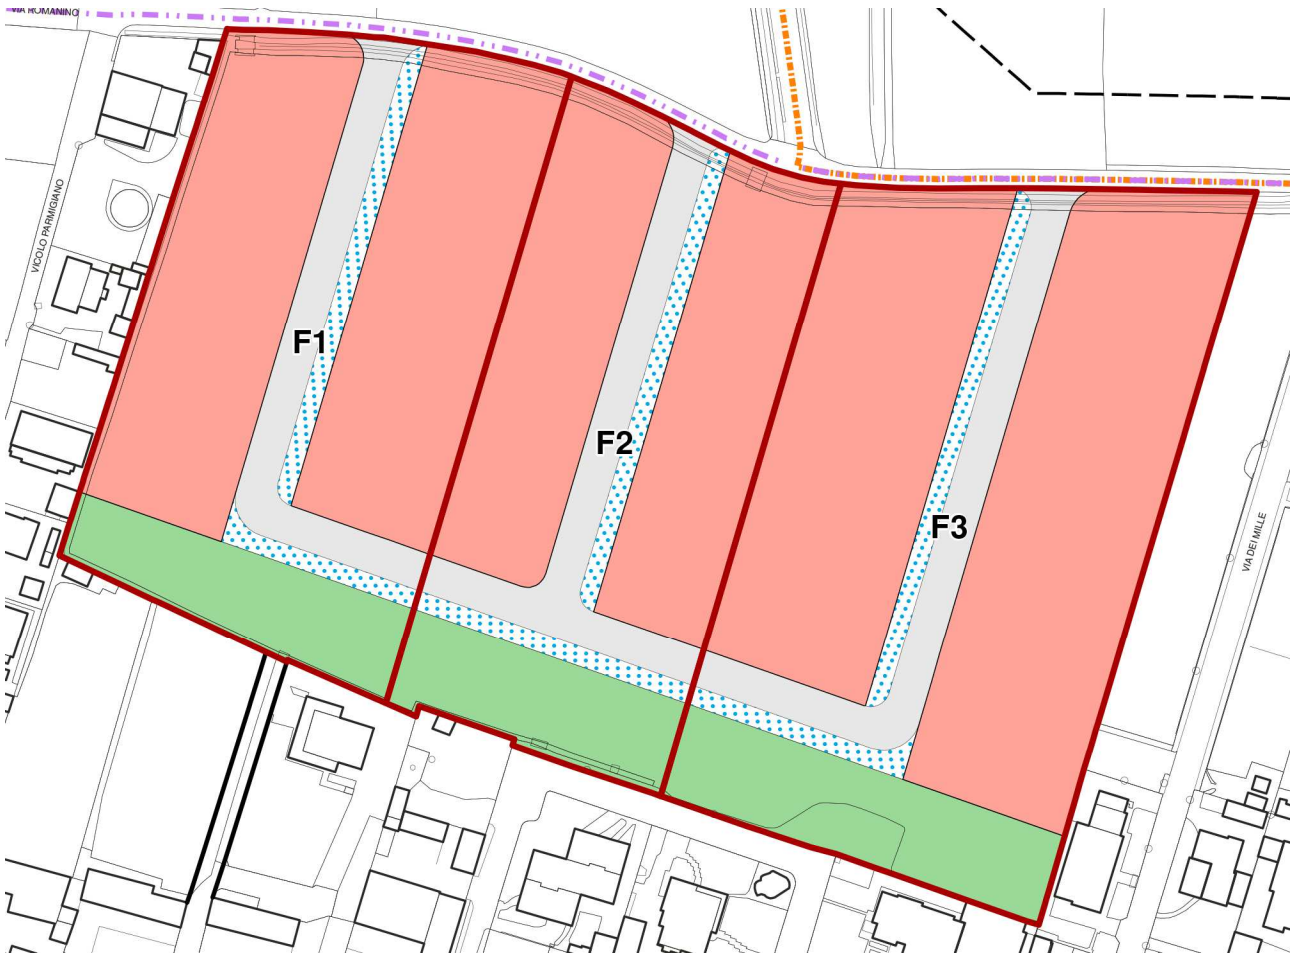 VIA ROMANINO
VICOLO PARMIGIANO
F1
F2
F3
VIA DEI MILLE